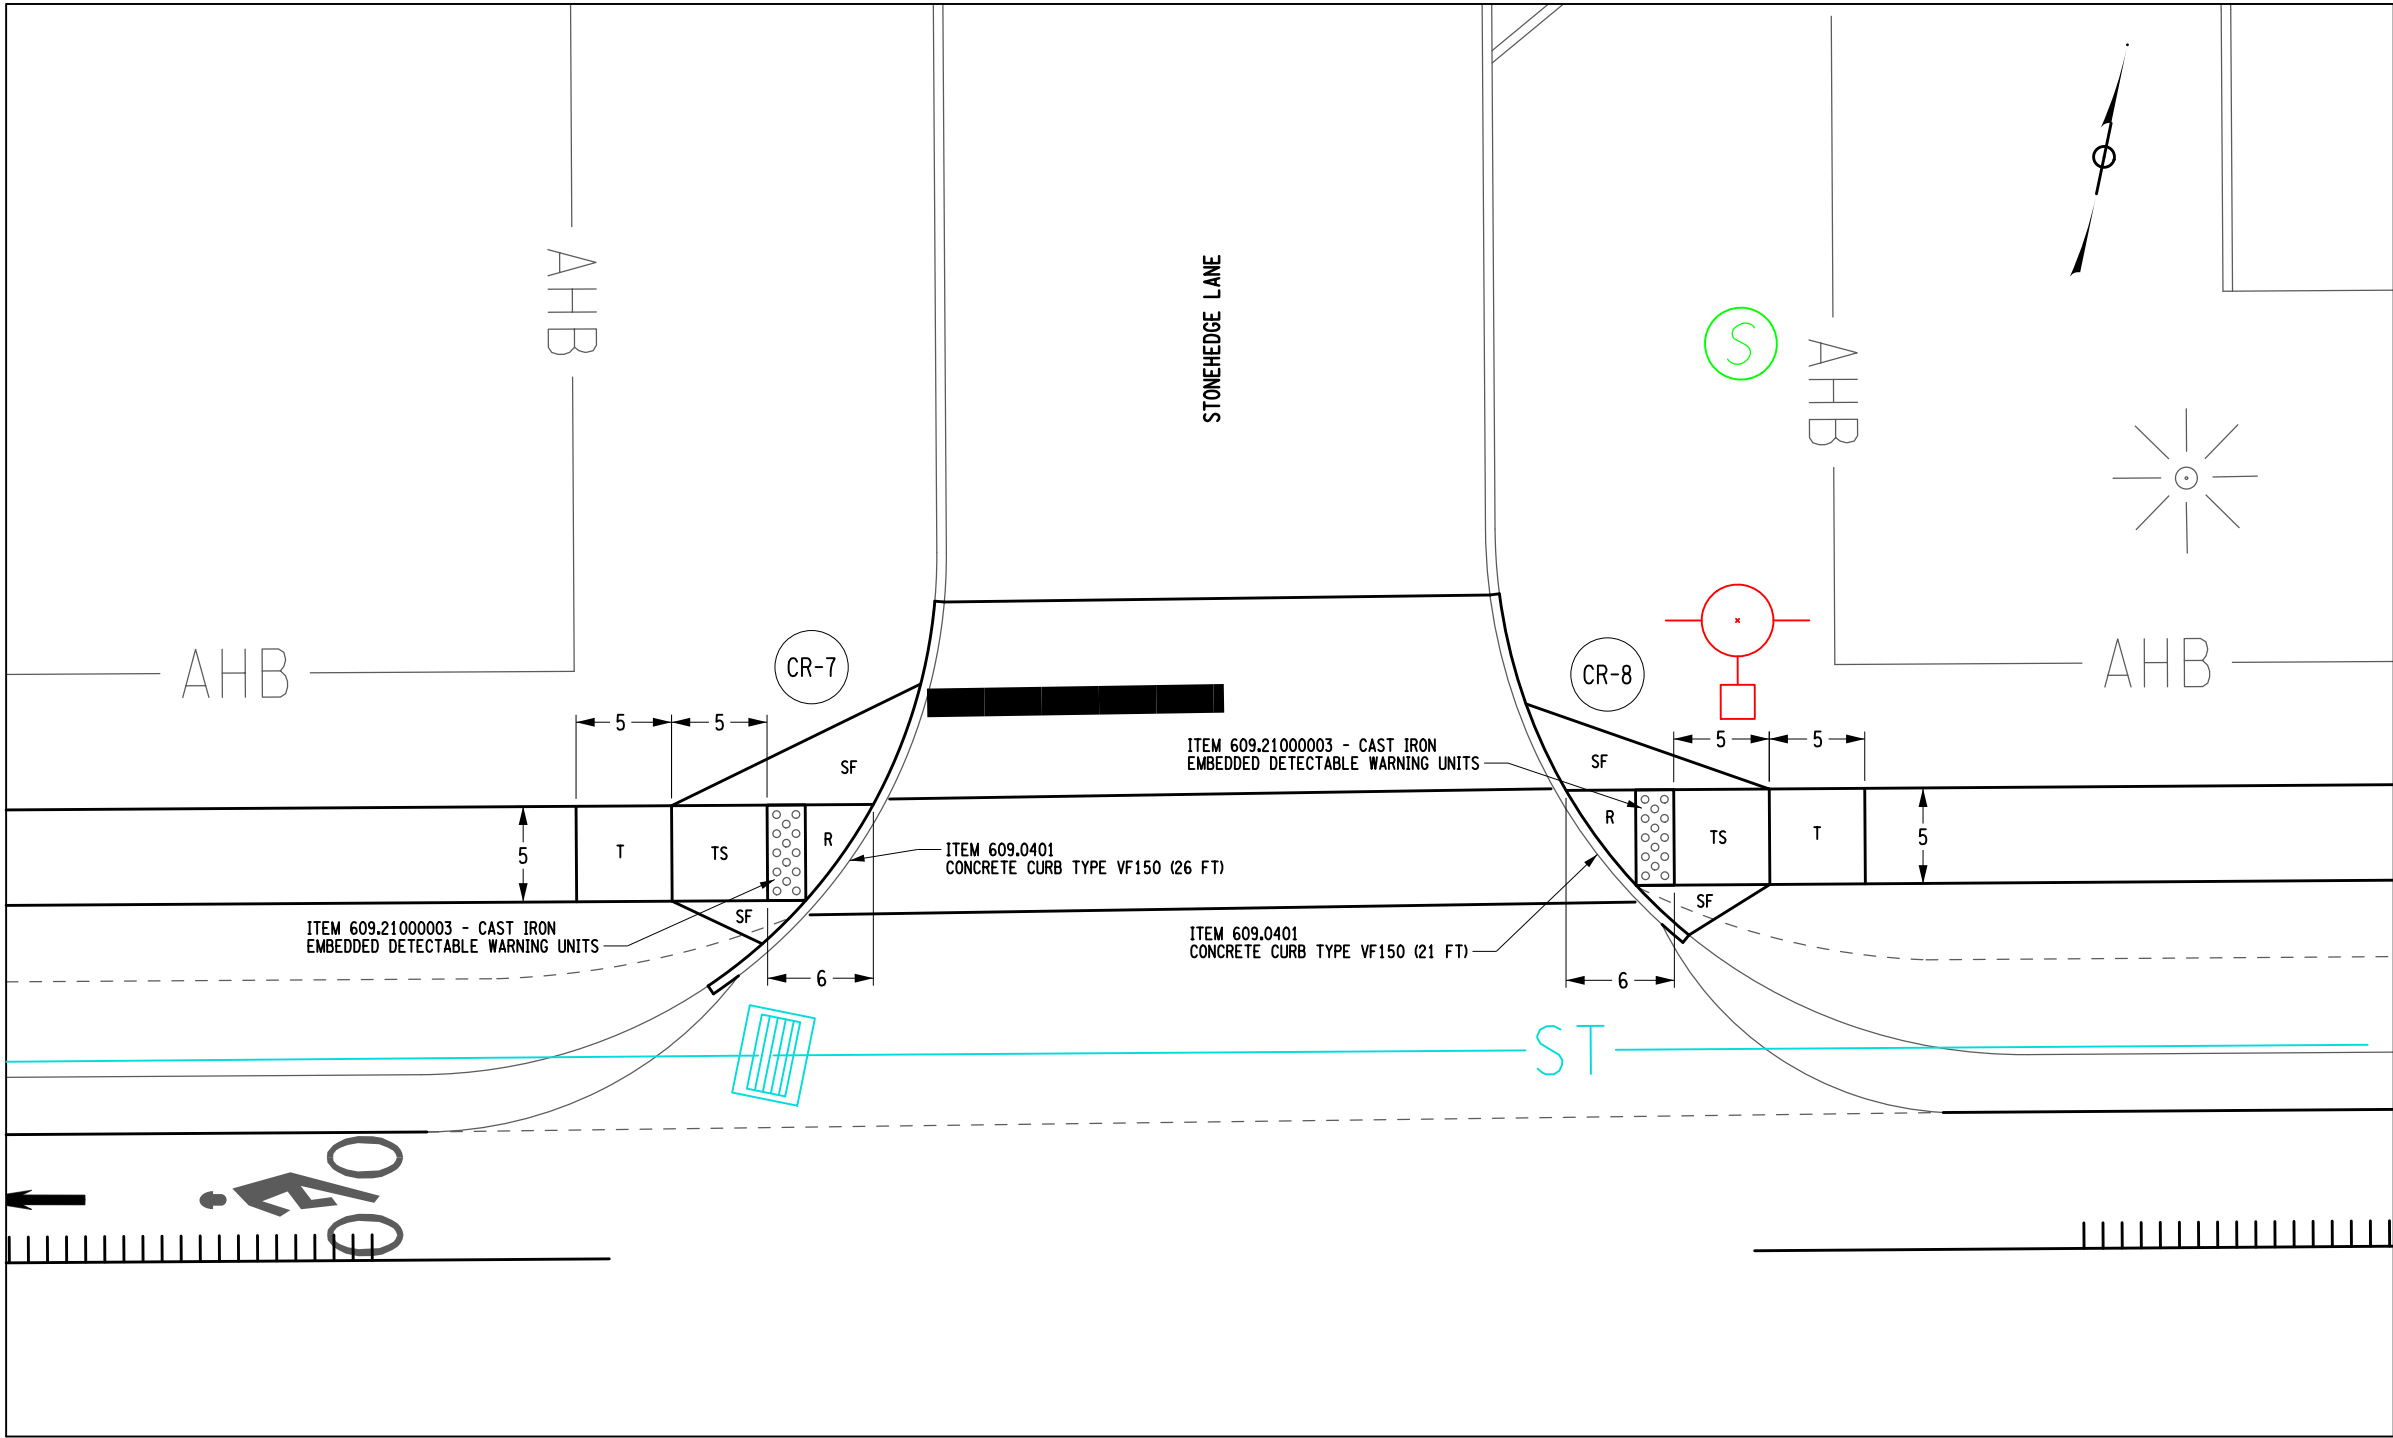 AHB
STONEHEDGE LANE
S
AHB
AHB
CR-7
CR-8
AHB
5
5
5
5
SF
ITEM 609.21000003 - CAST IRON
EMBEDDED DETECTABLE WARNING UNITS
SF
5
T
TS
R
ITEM 609.0401
CONCRETE CURB TYPE VF150 (26 FT)
R
TS
T
5
ITEM 609.21000003 - CAST IRON
EMBEDDED DETECTABLE WARNING UNITS
SF
ITEM 609.0401
CONCRETE CURB TYPE VF150 (21 FT)
SF
6
6
ST